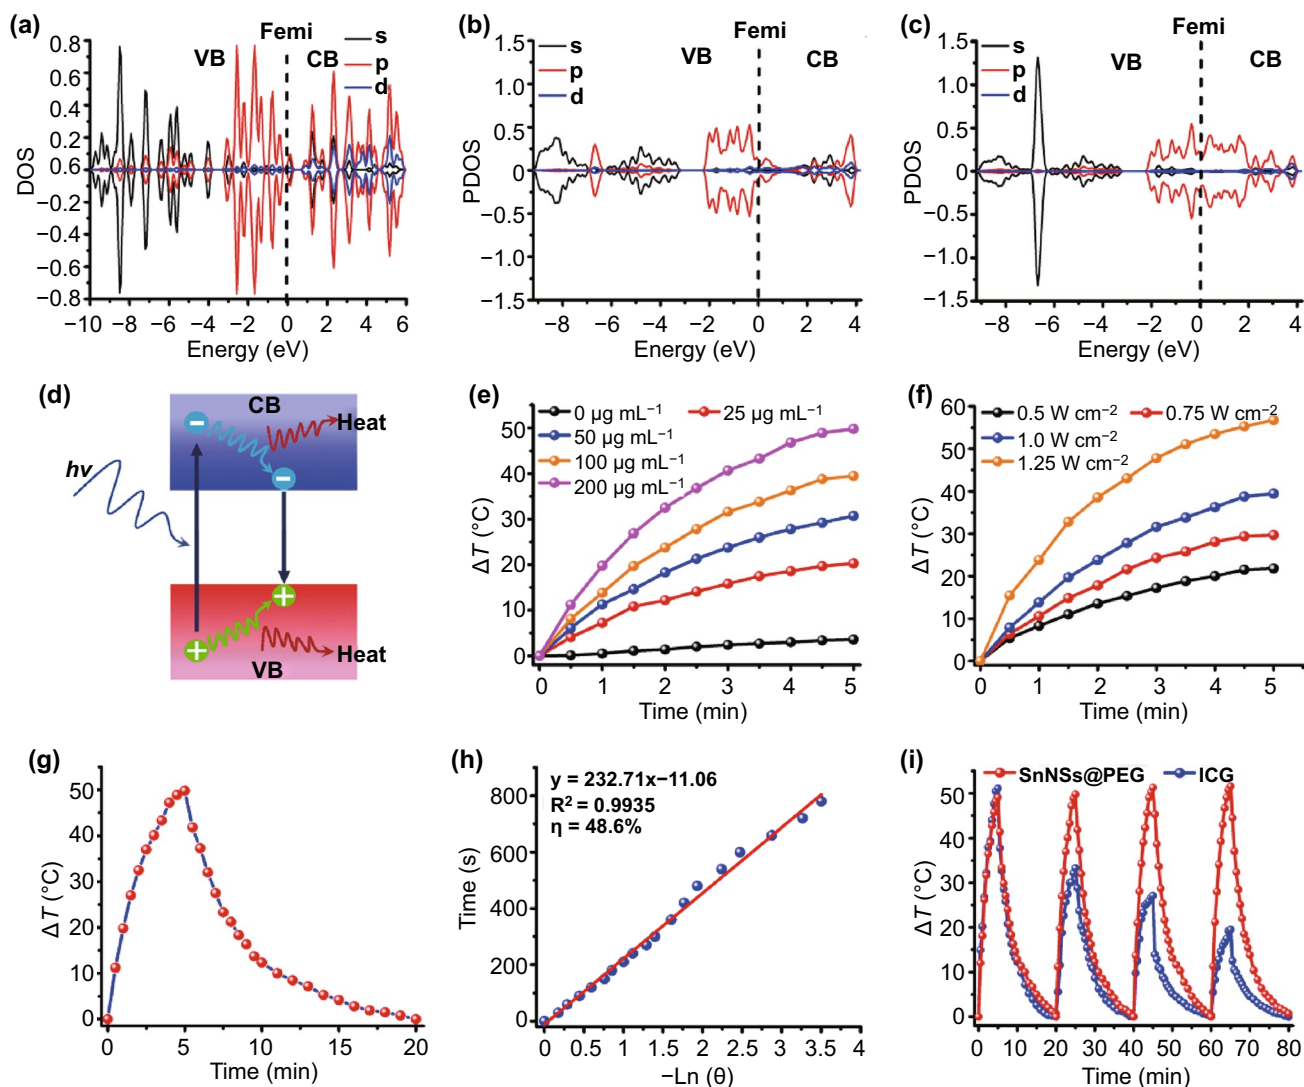 (a)
Femi
VB
CB
s
p
d
0.8
0.6
0.4
0.2
0.0
0.2
−0.4
−0.6
−0.8
DOS
−10 −8 −6 −4 −2 0 2 4 6
Energy (eV)
(b)
Femi
VB
CB
s
p
d
1.5
1.0
0.5
0
−0.5
−1.0
−1.5
PDOS
−8 −6 −4 −2 0 2 4
Energy (eV)
(c)
Femi
VB
CB
s
p
d
1.5
1.0
0.5
0
−0.5
−1.0
−1.5
PDOS
−8 −6 −4 −2 0 2 4
Energy (eV)
(d)
CB
Heat
hv
Heat
VB
(e)
0 µg mL−1 25 µg mL−1
50 µg mL−1
100 µg mL−1
200 µg mL−1
50
40
30
20
10
0
ΔT (°C)
0 1 2 3 4 5
Time (min)
(f)
0.5 W cm−2 0.75 W cm−2
1.0 W cm−2
1.25 W cm−2
60
50
40
30
20
10
0
ΔT (°C)
0 1 2 3 4 5
Time (min)
(g)
50
40
30
20
10
0
ΔT (°C)
0 5 10 15 20
Time (min)
(h)
y = 232.71x−11.06
R2 = 0.9935
η = 48.6%
800
600
400
200
0
Time (s)
0 0.5 1 1.5 2 2.5 3 3.5 4
−Ln (θ)
(i)
SnNSs@PEG ICG
50
40
30
20
10
0
ΔT (°C)
0 10 20 30 40 50 60 70 80
Time (min)